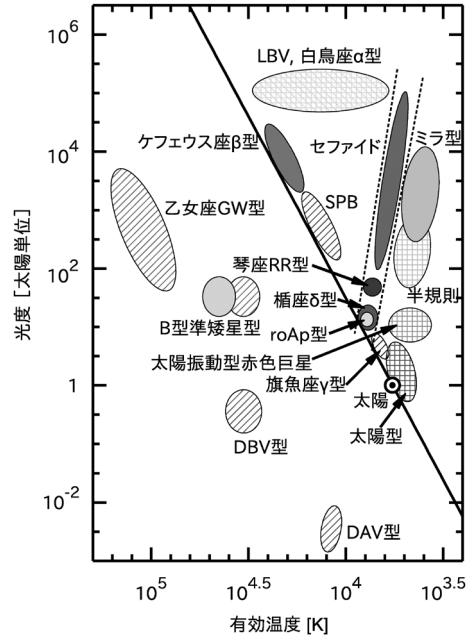 10^6
LBV, 白鳥座α型
ケフェウス座β型
セファイド
ミラ型
10^4
乙女座GW型
SPB
琴座RR型
10^2
楯座δ型
半規則
B型準矮星型
roAp型
太陽振動型赤色巨星
旗魚座γ型
1
太陽
太陽型
DBV型
10^-2
DAV型
10^5
10^4.5
10^4
10^3.5
有効温度 [K]
光度 [太陽単位]